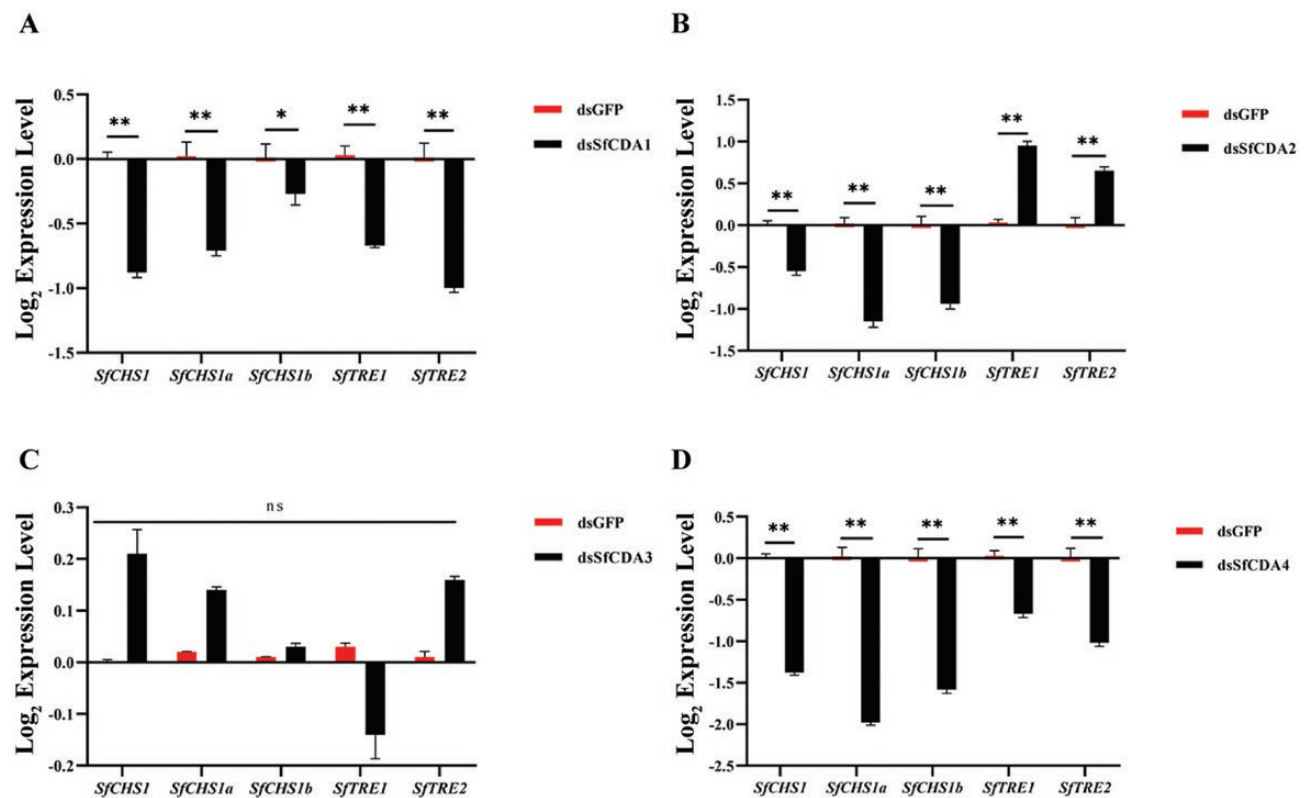 A
Log2 Expression Level
0.5
0.0
-0.5
-1.0
-1.5
** ** * ** **
dsGFP
dsSfCDA1
SfCHS1 SfCHS1a SfCHS1b SfTRE1 SfTRE2
B
Log2 Expression Level
1.5
1.0
0.5
0.0
-0.5
-1.0
-1.5
** ** ** ** **
dsGFP
dsSfCDA2
SfCHS1 SfCHS1a SfCHS1b SfTRE1 SfTRE2
C
Log2 Expression Level
0.3
0.2
0.1
0.0
-0.1
-0.2
ns
dsGFP
dsSfCDA3
SfCHS1 SfCHS1a SfCHS1b SfTRE1 SfTRE2
D
Log2 Expression Level
0.5
0.0
-0.5
-1.0
-1.5
-2.0
-2.5
** ** ** ** **
dsGFP
dsSfCDA4
SfCHS1 SfCHS1a SfCHS1b SfTRE1 SfTRE2